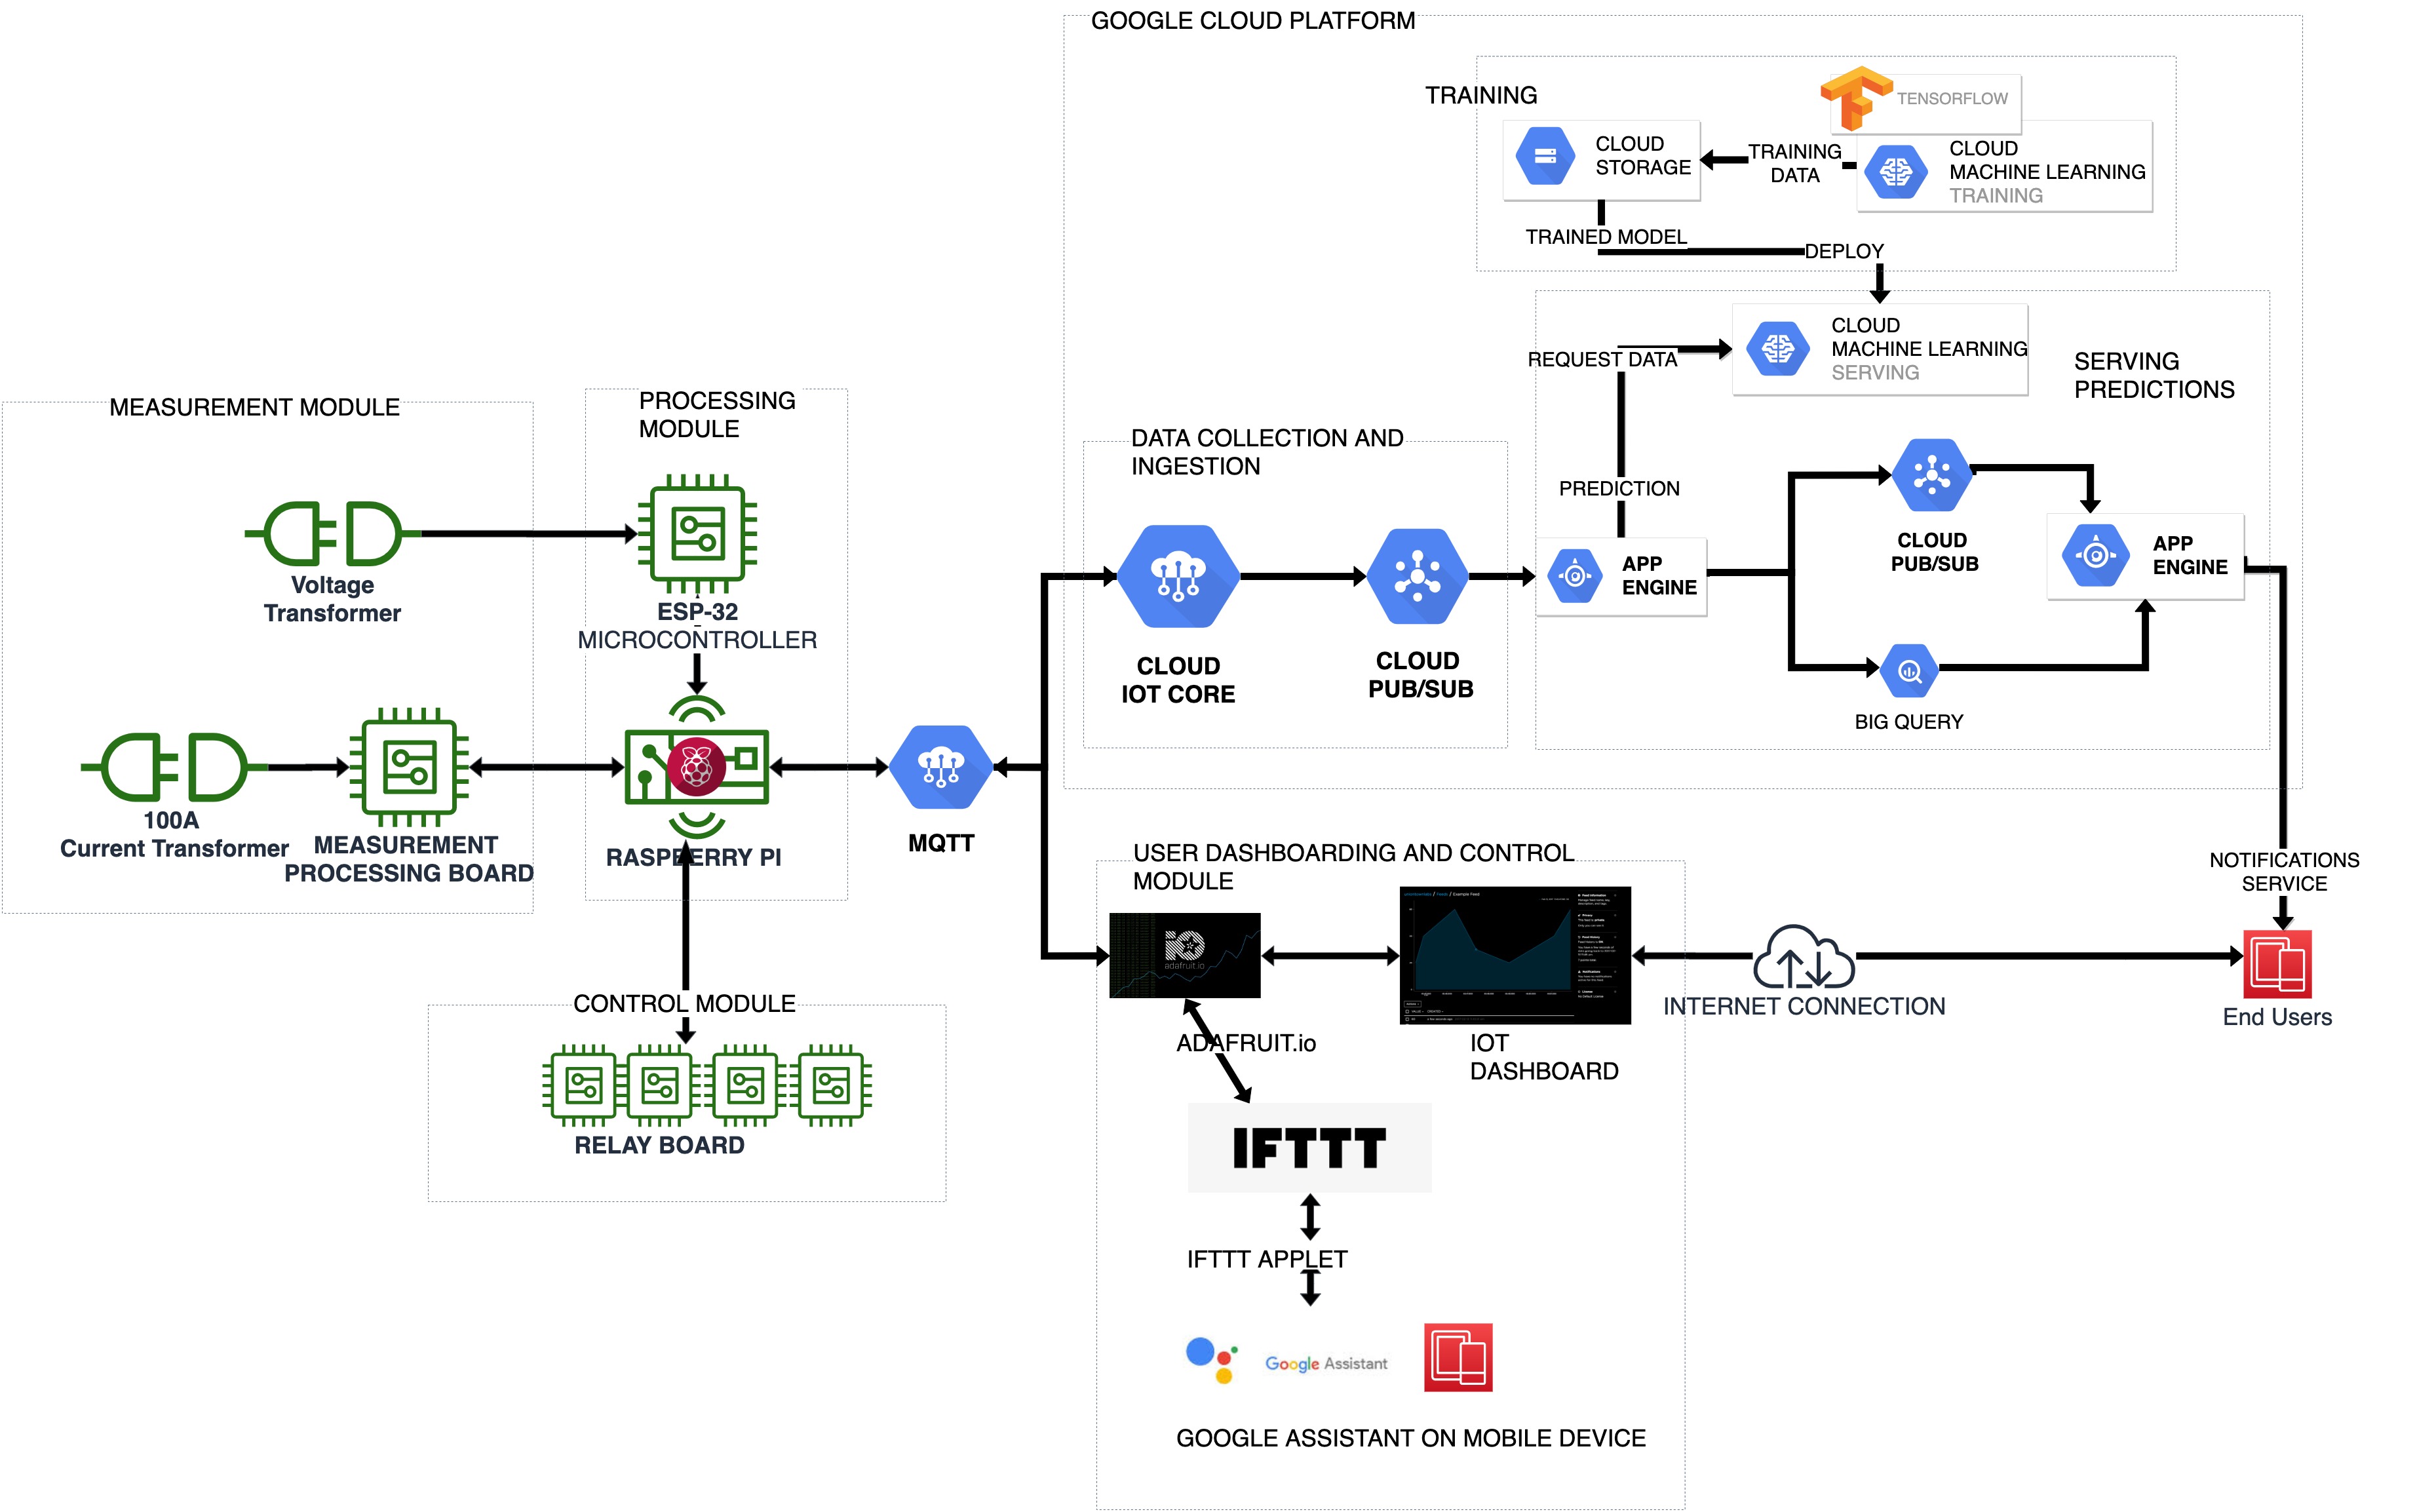 GOOGLE CLOUD PLATFORM
TRAINING
TENSORFLOW
CLOUD
STORAGE
TRAINING
DATA
CLOUD
MACHINE LEARNING
TRAINING
TRAINED MODEL
DEPLOY
REQUEST DATA
CLOUD
MACHINE LEARNING
SERVING
SERVING
PREDICTIONS
MEASUREMENT MODULE
PROCESSING
MODULE
DATA COLLECTION AND
INGESTION
PREDICTION
Voltage
Transformer
ESP-32
MICROCONTROLLER
CLOUD
IOT CORE
CLOUD
PUB/SUB
APP
ENGINE
CLOUD
PUB/SUB
APP
ENGINE
BIG QUERY
100A
Current Transformer
MEASUREMENT
PROCESSING BOARD
RASPBERRY PI
MQTT
USER DASHBOARDING AND CONTROL
MODULE
NOTIFICATIONS
SERVICE
adafruit.io
Example Feed
ADAFRUIT.io
IOT
DASHBOARD
INTERNET CONNECTION
End Users
CONTROL MODULE
RELAY BOARD
IFTTT
IFTTT APPLET
Google Assistant
GOOGLE ASSISTANT ON MOBILE DEVICE